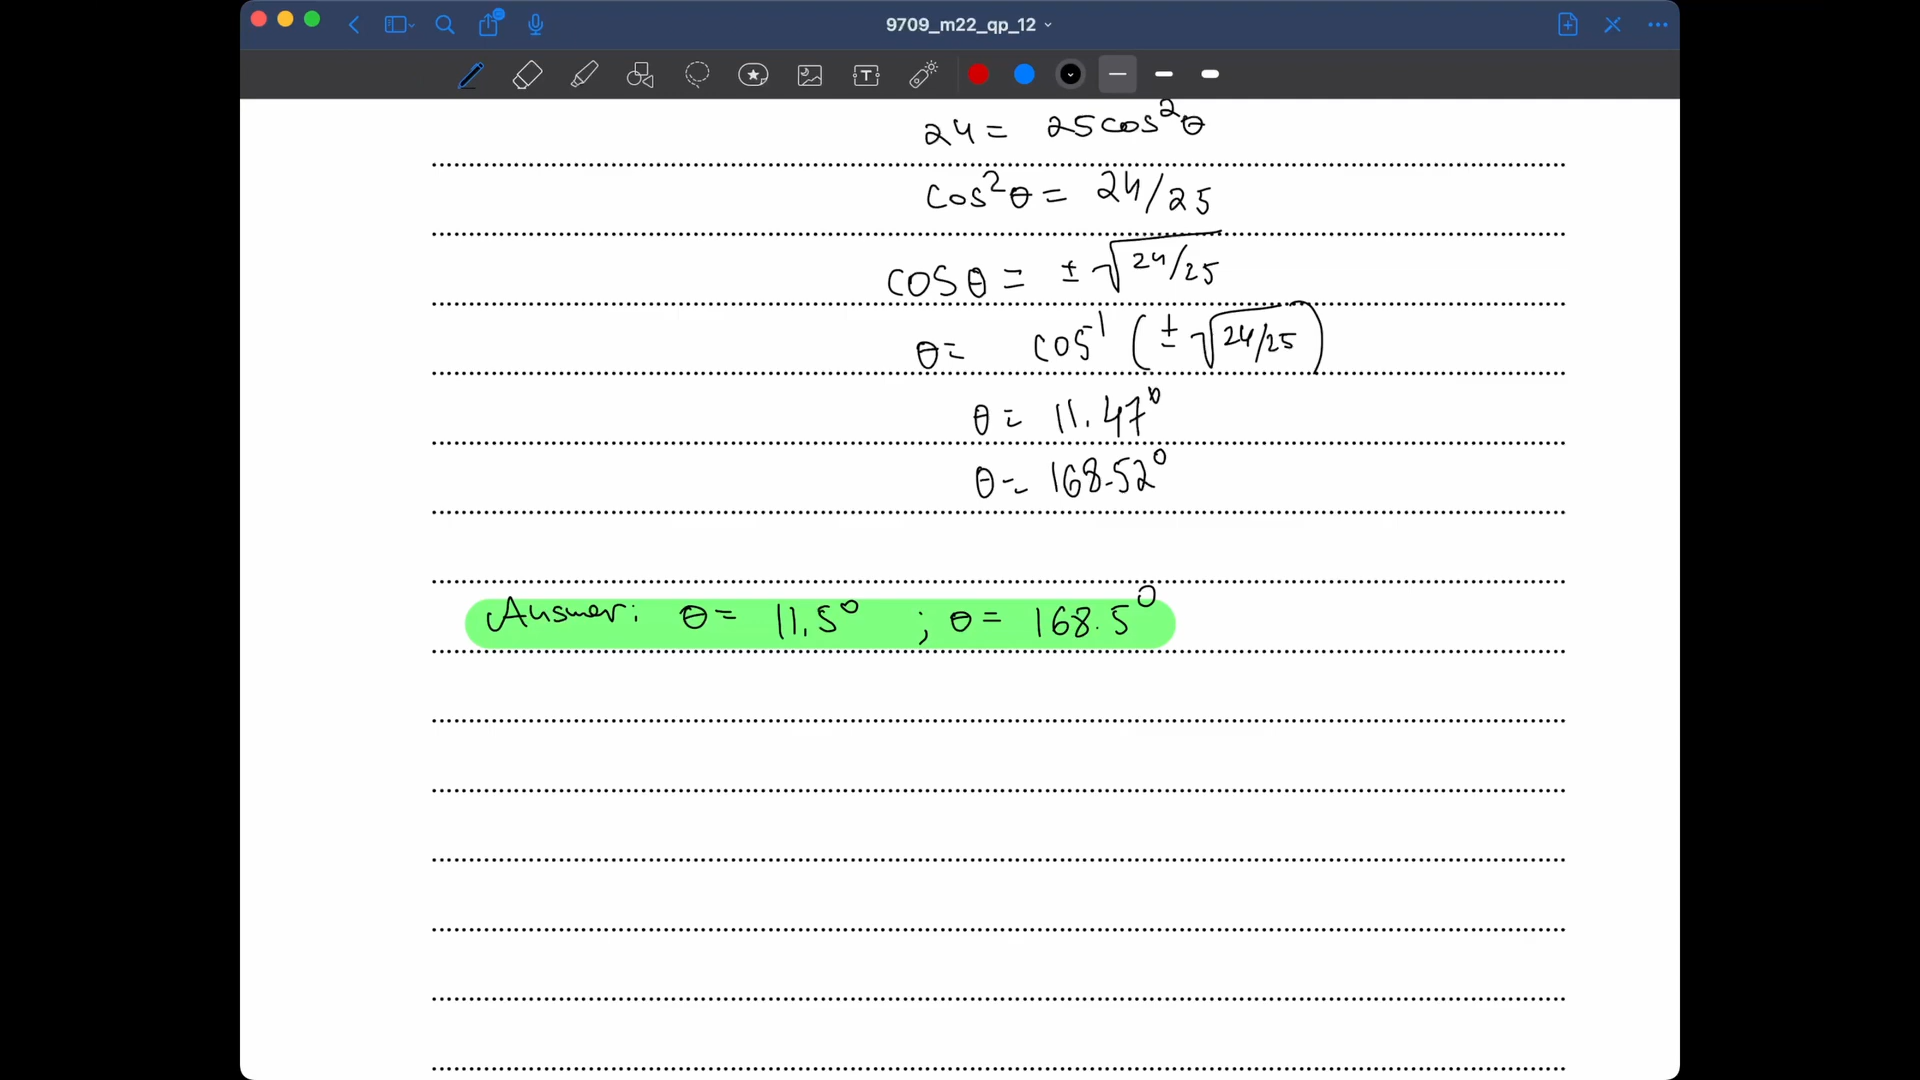 9709_m22_qp_12
24 = 25cos²θ
cos²θ = 24/25
cosθ = ±√24/25
θ = cos⁻¹(±√24/25)
θ = 11.47°
θ = 168.52°
Answer: θ = 11.5° ; θ = 168.5°